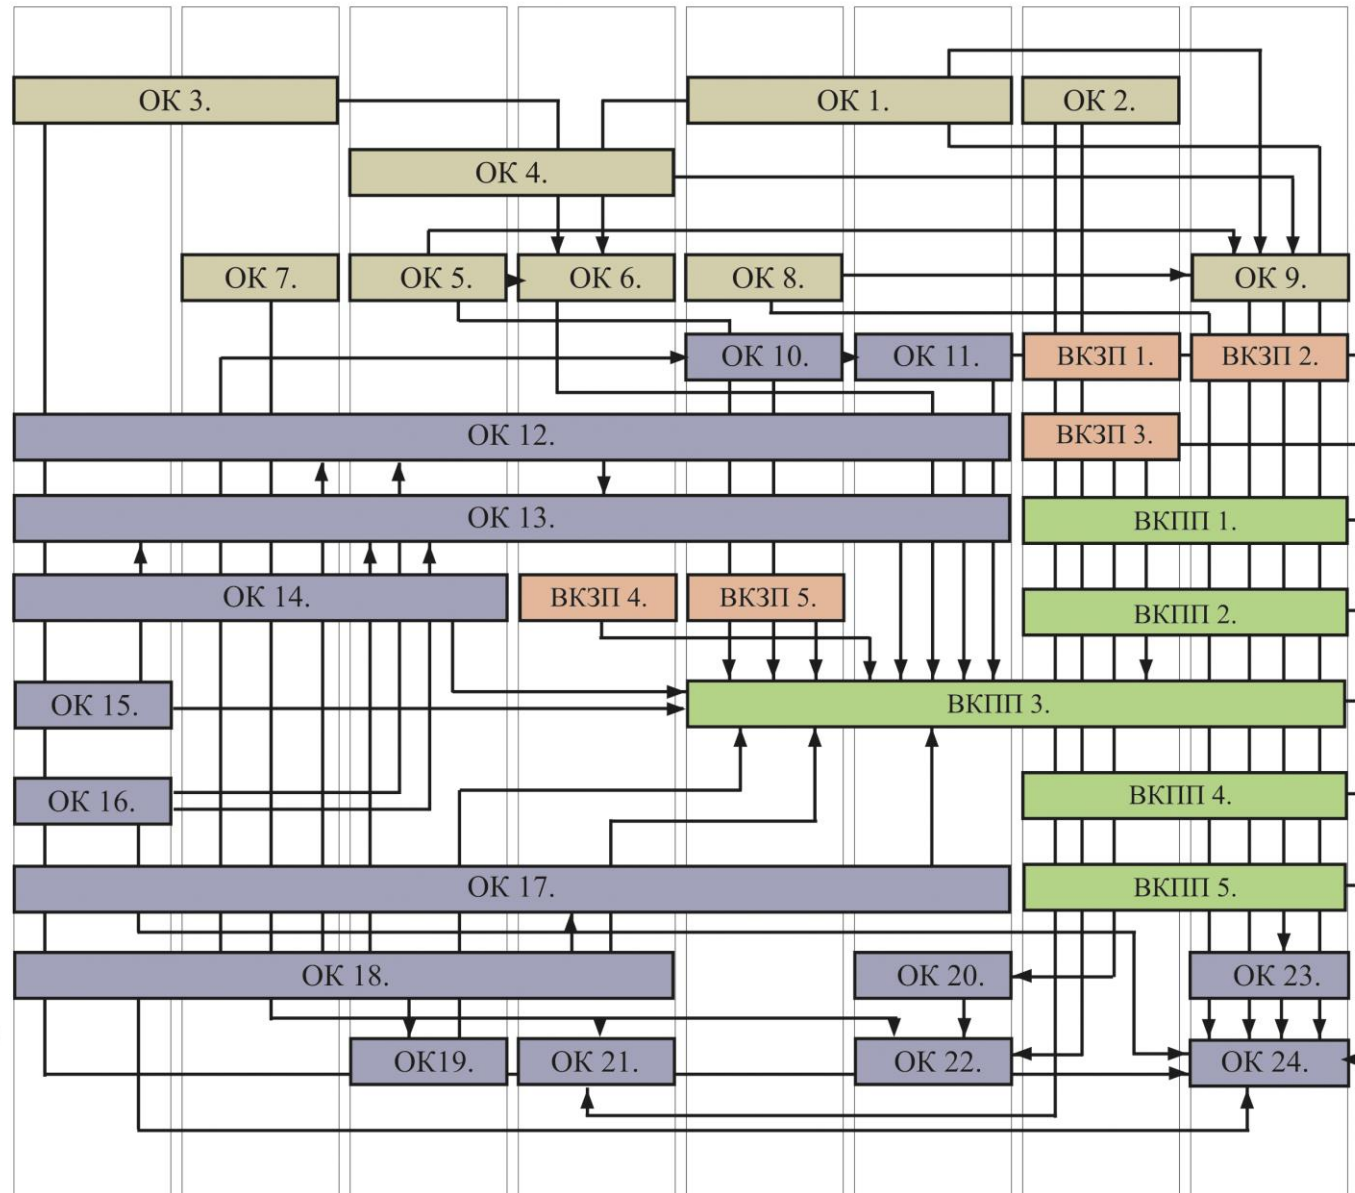 ОК 3.
ОК 1.
ОК 2.
ОК 4.
ОК 7.
ОК 5.
ОК 6.
ОК 8.
ОК 9.
ОК 10.
ОК 11.
ВКЗП 1.
ВКЗП 2.
ОК 12.
ВКЗП 3.
ОК 13.
ВКПП 1.
ОК 14.
ВКЗП 4.
ВКЗП 5.
ВКПП 2.
ОК 15.
ВКПП 3.
ОК 16.
ВКПП 4.
ОК 17.
ВКПП 5.
ОК 18.
ОК 20.
ОК 23.
ОК19.
ОК 21.
ОК 22.
ОК 24.